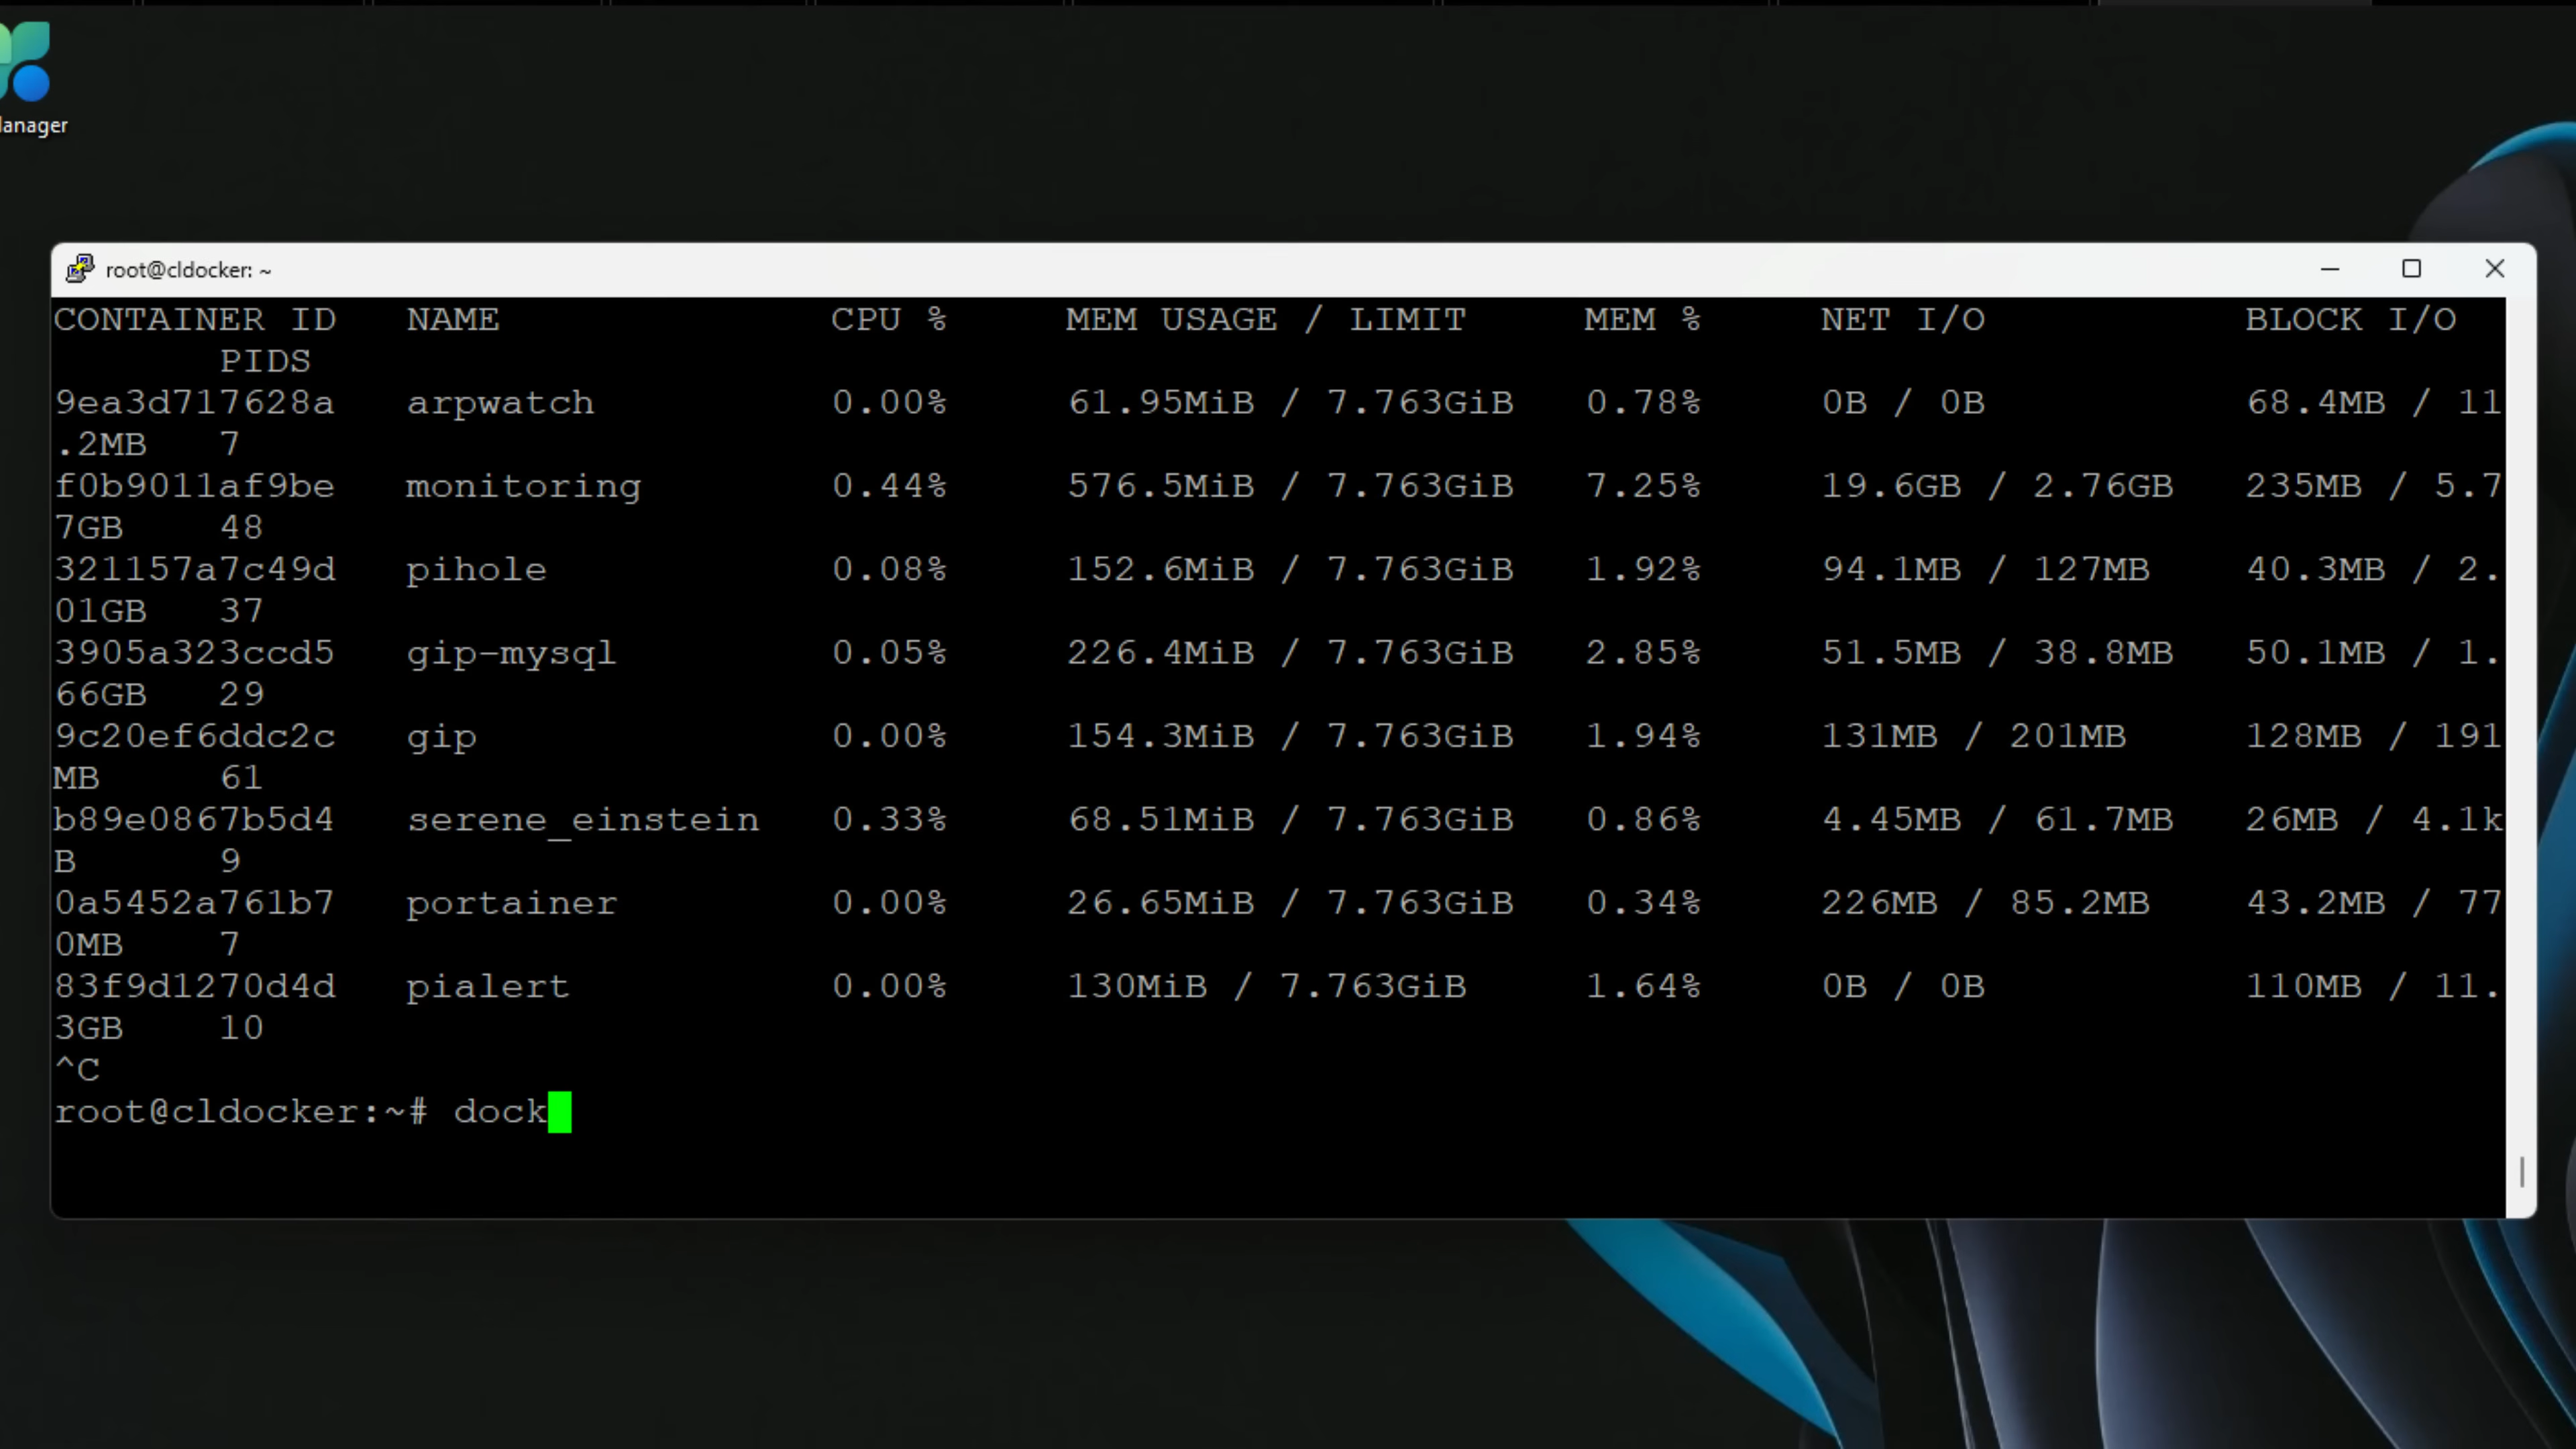 anager
root@cldocker: ~
CONTAINER ID NAME CPU % MEM USAGE / LIMIT MEM % NET I/O BLOCK I/O
PIDS
9ea3d717628a arpwatch 0.00% 61.95MiB / 7.763GiB 0.78% 0B / 0B 68.4MB / 11
.2MB 7
f0b9011af9be monitoring 0.44% 576.5MiB / 7.763GiB 7.25% 19.6GB / 2.76GB 235MB / 5.7
7GB 48
321157a7c49d pihole 0.08% 152.6MiB / 7.763GiB 1.92% 94.1MB / 127MB 40.3MB / 2.
01GB 37
3905a323ccd5 gip-mysql 0.05% 226.4MiB / 7.763GiB 2.85% 51.5MB / 38.8MB 50.1MB / 1.
66GB 29
9c20ef6ddc2c gip 0.00% 154.3MiB / 7.763GiB 1.94% 131MB / 201MB 128MB / 191
MB 61
b89e0867b5d4 serene_einstein 0.33% 68.51MiB / 7.763GiB 0.86% 4.45MB / 61.7MB 26MB / 4.1k
B 9
0a5452a761b7 portainer 0.00% 26.65MiB / 7.763GiB 0.34% 226MB / 85.2MB 43.2MB / 77
0MB 7
83f9d1270d4d pialert 0.00% 130MiB / 7.763GiB 1.64% 0B / 0B 110MB / 11.
3GB 10
^C
root@cldocker:~# dock